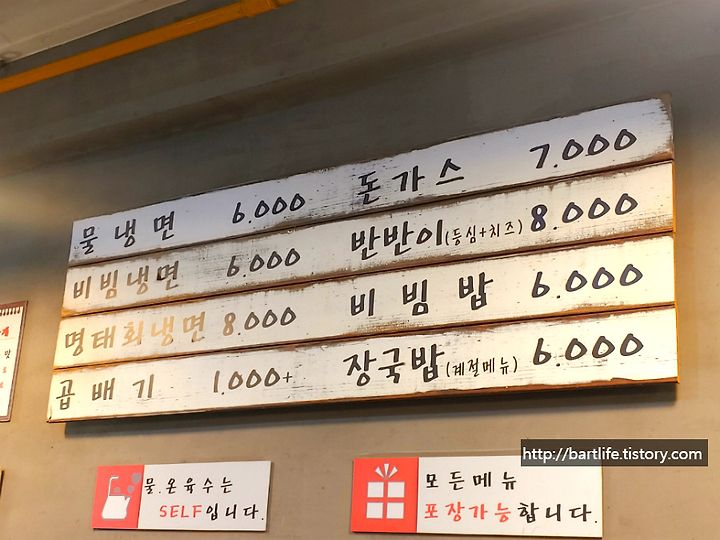 물냉면 6.000 돈가스 7.000
비빔냉면 6.000 반반이(등심+치즈) 8.000
명태회냉면 8.000 비빔밥 6.000
곱배기 1.000+ 장국밥(계절메뉴) 6.000
물.온육수는
SELF입니다.
모든메뉴
포장가능합니다.
http://bartlife.tistory.com